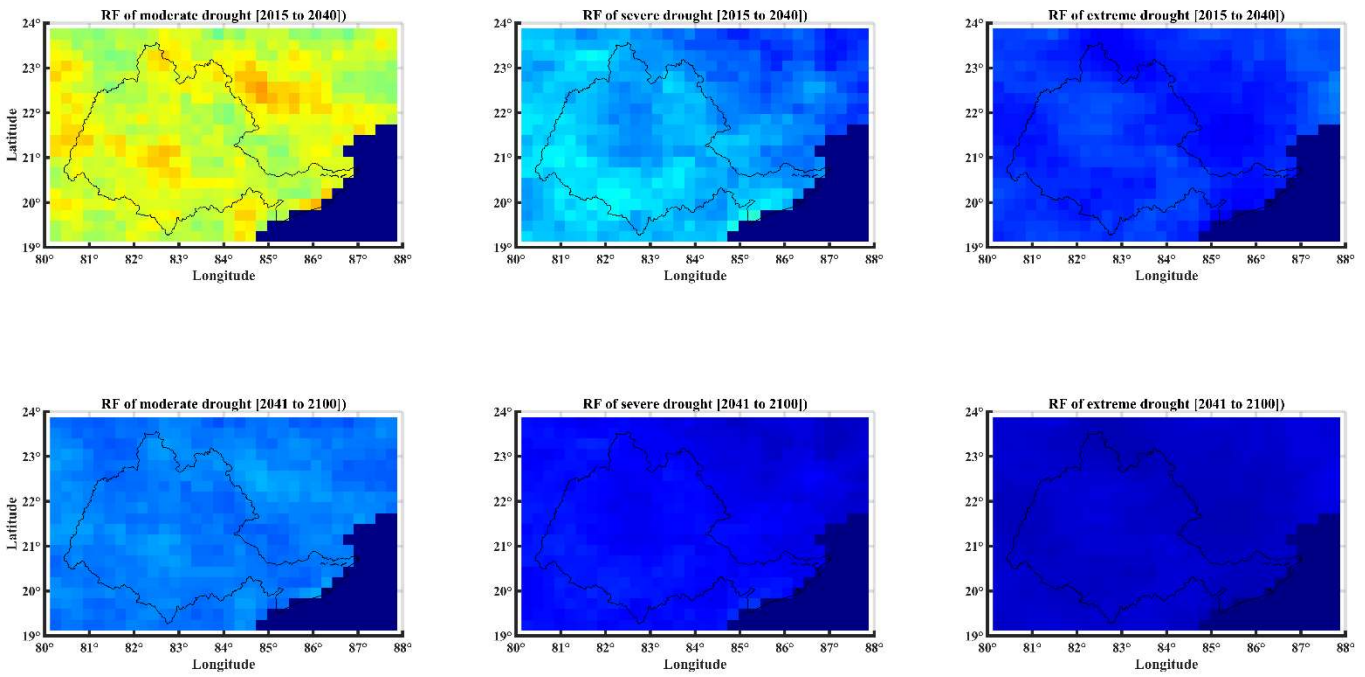 RF of moderate drought [2015 to 2040])
RF of severe drought [2015 to 2040])
RF of extreme drought [2015 to 2040])
24° 24° 24°
23° 23° 23°
22° 22° 22°
Latitude
21° 21° 21°
20° 20° 20°
19° 19° 19°
80° 81° 82° 83° 84° 85° 86° 87° 88°
80° 81° 82° 83° 84° 85° 86° 87° 88°
80° 81° 82° 83° 84° 85° 86° 87° 88°
Longitude Longitude Longitude
RF of moderate drought [2041 to 2100])
RF of severe drought [2041 to 2100])
RF of extreme drought [2041 to 2100])
24° 24° 24°
23° 23° 23°
22° 22° 22°
Latitude
21° 21° 21°
20° 20° 20°
19° 19° 19°
80° 81° 82° 83° 84° 85° 86° 87° 88°
80° 81° 82° 83° 84° 85° 86° 87° 88°
80° 81° 82° 83° 84° 85° 86° 87° 88°
Longitude Longitude Longitude